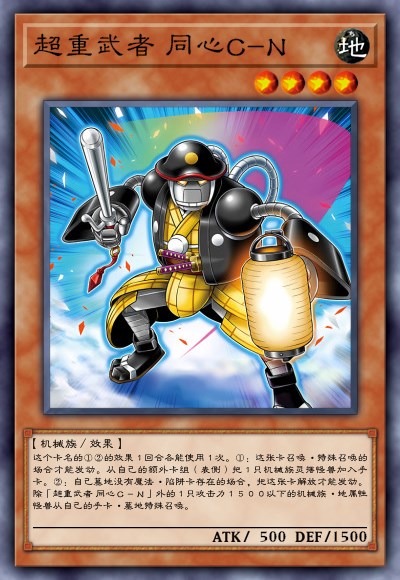 超重武者 同心C-N
地
【机械族/效果】
这个卡名的①②的效果1回合各能使用1次。①：这张卡召唤·特殊召唤的
场合才能发动。从自己的额外卡组（表侧）把1只机械族灵摆怪兽加入手
卡。②：自己墓地没有魔法·陷阱卡存在的场合，把这张卡解放才能发动。
除「超重武者 同心C-N」外的1只攻击力1500以下的机械族·地属性
怪兽从自己的手卡·墓地特殊召唤。
ATK/ 500 DEF/1500